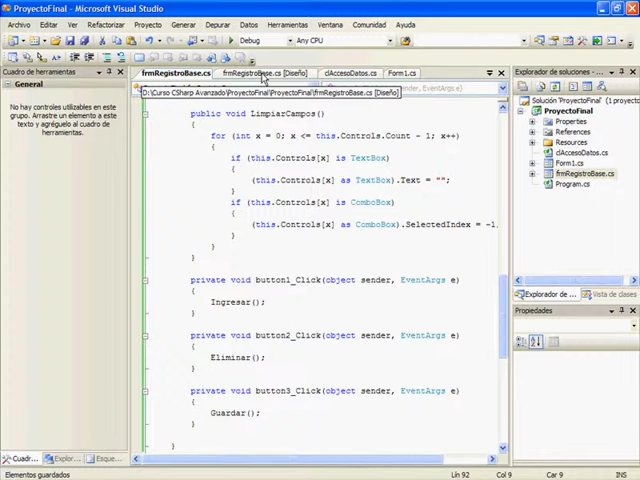 ProyectoFinal - Microsoft Visual Studio
Archivo Editar Ver Refactorizar Proyecto Generar Depurar Datos Herramientas Ventana Comunidad Ayuda
Debug Any CPU
Cuadro de herramientas
General
No hay controles utilizables en este grupo. Arrastre un elemento a este texto y agréguelo al cuadro de herramientas.
frmRegistroBase.cs frmRegistroBase.cs [Diseño] clAccesoDatos.cs Form1.cs
D:\Curso CSharp Avanzado\ProyectoFinal\ProyectoFinal\frmRegistroBase.cs [Diseño] der, EventArgs e)
public void LimpiarCampos()
{
for (int x = 0; x <= this.Controls.Count - 1; x++)
{
if (this.Controls[x] is TextBox)
{
(this.Controls[x] as TextBox).Text = "";
}
if (this.Controls[x] is ComboBox)
{
(this.Controls[x] as ComboBox).SelectedIndex = -1
}
}
}
private void button1_Click(object sender, EventArgs e)
{
Ingresar();
}
private void button2_Click(object sender, EventArgs e)
{
Eliminar();
}
private void button3_Click(object sender, EventArgs e)
{
Guardar();
}
}
Explorador de soluciones ...
Solución 'ProyectoFinal' (1 proye
ProyectoFinal
Properties
References
Resources
clAccesoDatos.cs
Form1.cs
frmRegistroBase.cs
Program.cs
Explorador de ... Vista de clases
Propiedades
Cuadr... Explor... Esque...
Elementos guardados Lín 92 Col 9 Car 9